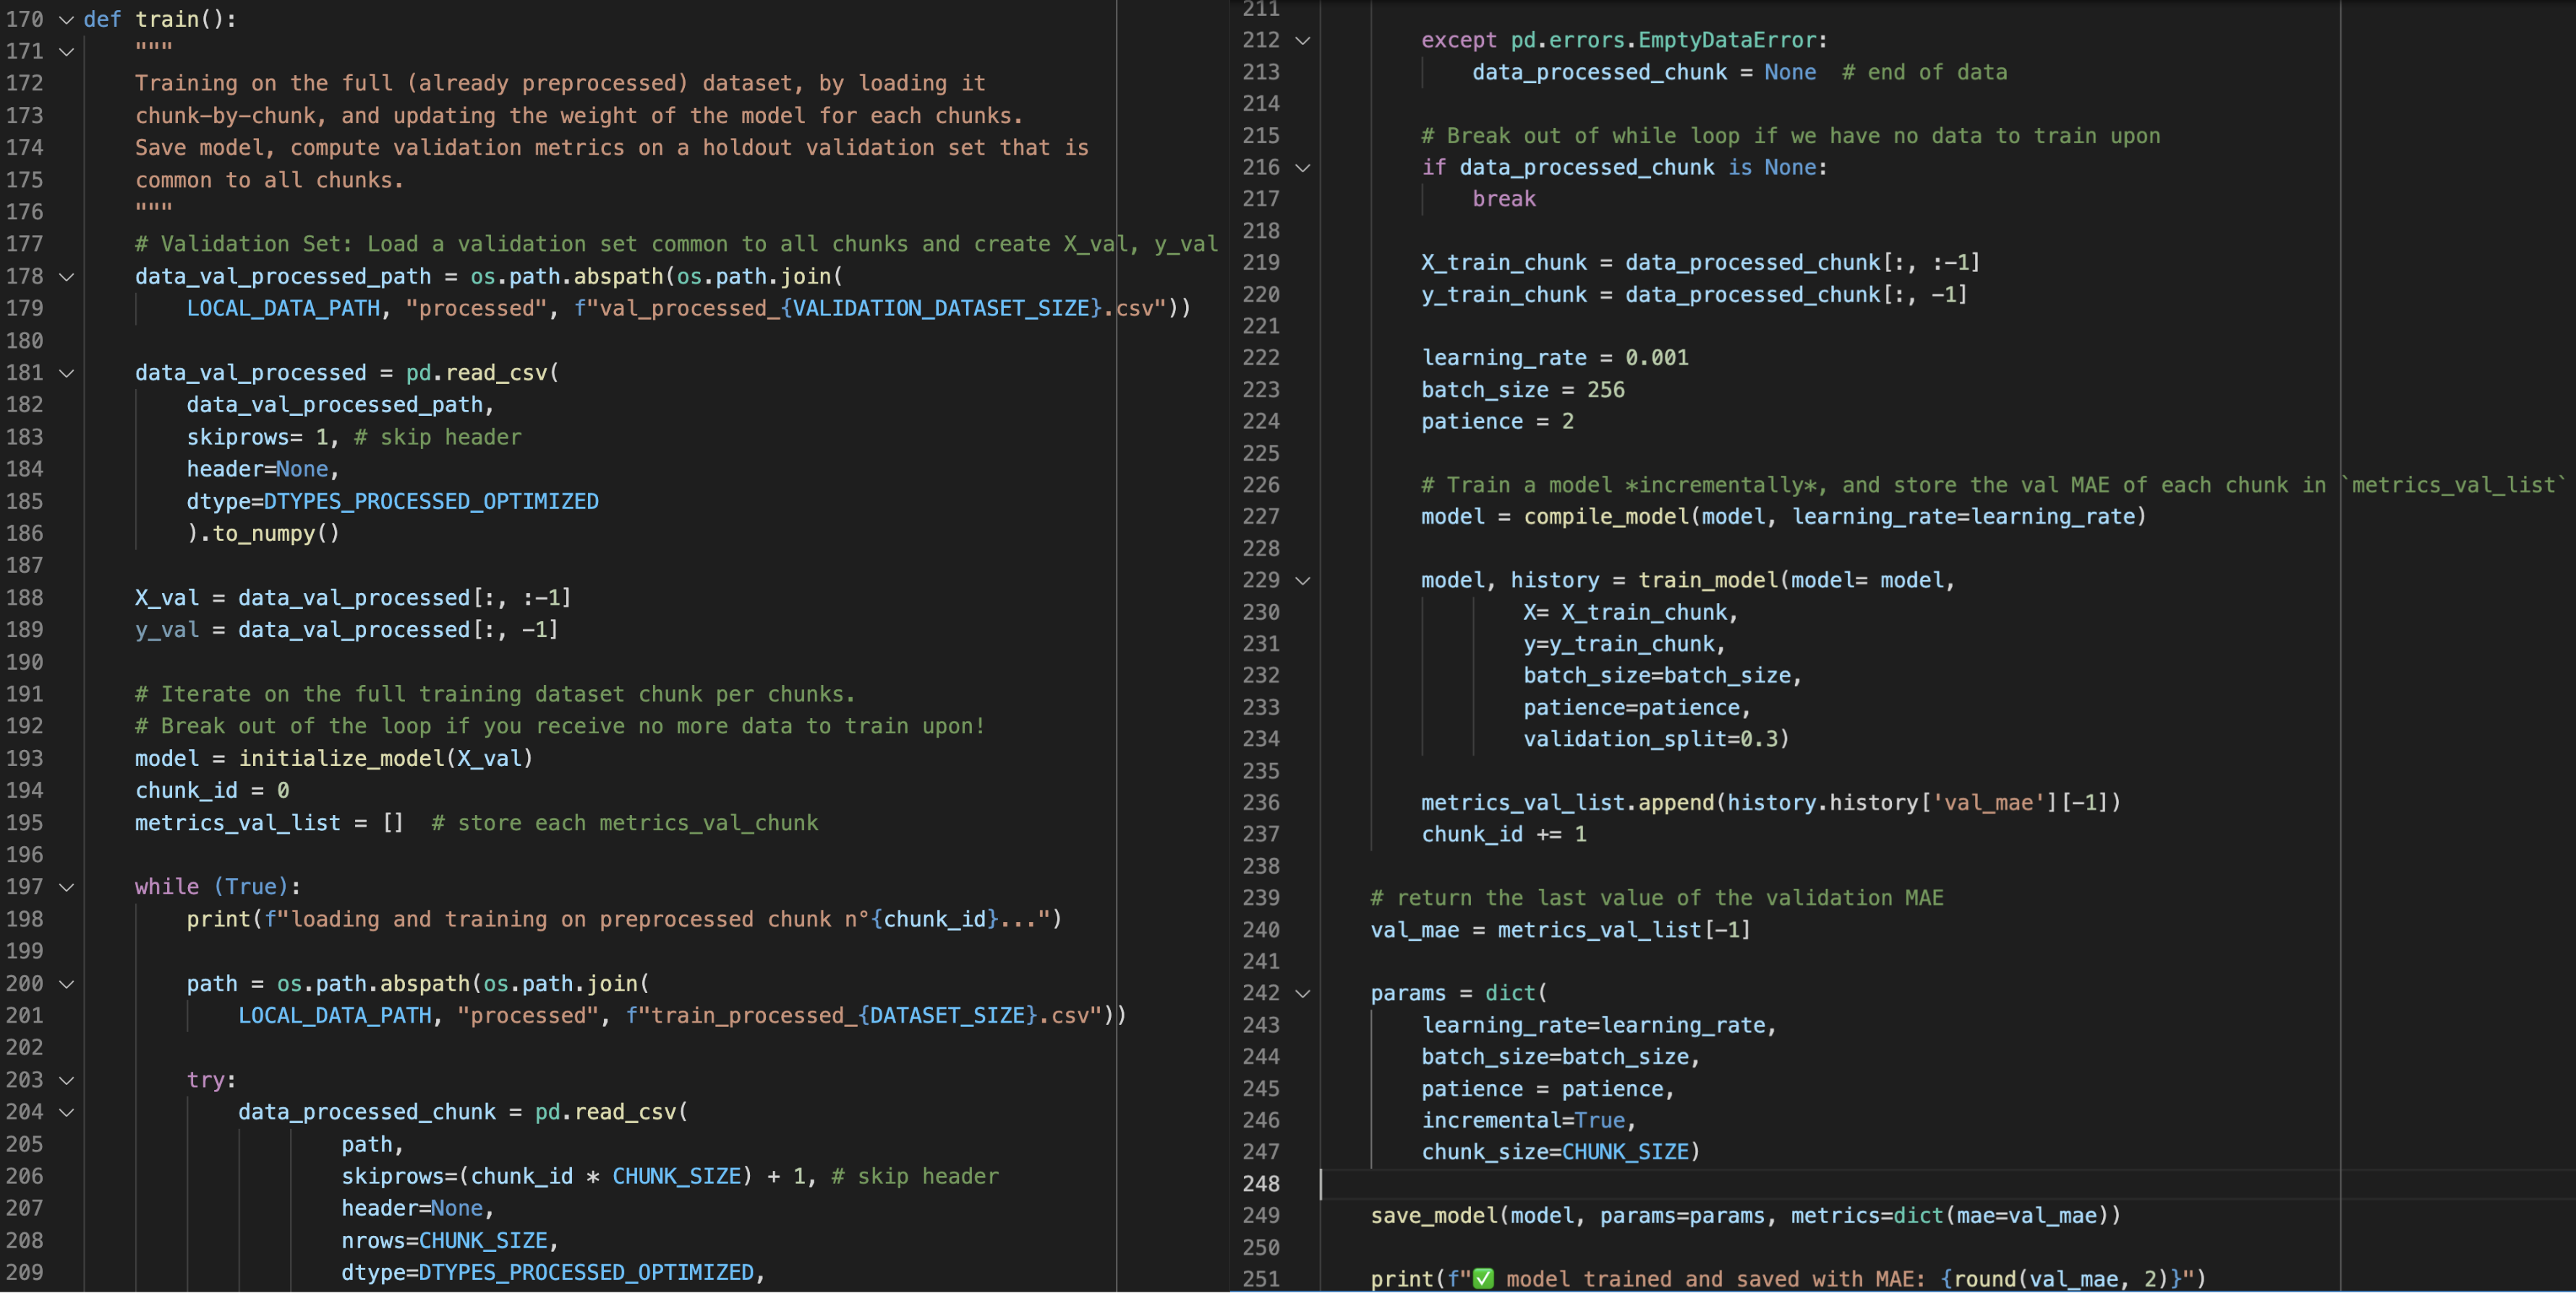 170 def train():
171     """
172     Training on the full (already preprocessed) dataset, by loading it
173     chunk-by-chunk, and updating the weight of the model for each chunks.
174     Save model, compute validation metrics on a holdout validation set that is
175     common to all chunks.
176     """
177     # Validation Set: Load a validation set common to all chunks and create X_val, y_val
178     data_val_processed_path = os.path.abspath(os.path.join(
179         LOCAL_DATA_PATH, "processed", f"val_processed_{VALIDATION_DATASET_SIZE}.csv"))
180
181     data_val_processed = pd.read_csv(
182         data_val_processed_path,
183         skiprows= 1, # skip header
184         header=None,
185         dtype=DTYPES_PROCESSED_OPTIMIZED
186         ).to_numpy()
187
188     X_val = data_val_processed[:, :-1]
189     y_val = data_val_processed[:, -1]
190
191     # Iterate on the full training dataset chunk per chunks.
192     # Break out of the loop if you receive no more data to train upon!
193     model = initialize_model(X_val)
194     chunk_id = 0
195     metrics_val_list = []  # store each metrics_val_chunk
196
197     while (True):
198         print(f"loading and training on preprocessed chunk n°{chunk_id}...")
199
200         path = os.path.abspath(os.path.join(
201             LOCAL_DATA_PATH, "processed", f"train_processed_{DATASET_SIZE}.csv"))
202
203         try:
204             data_processed_chunk = pd.read_csv(
205                     path,
206                     skiprows=(chunk_id * CHUNK_SIZE) + 1, # skip header
207                     header=None,
208                     nrows=CHUNK_SIZE,
209                     dtype=DTYPES_PROCESSED_OPTIMIZED,
211
212         except pd.errors.EmptyDataError:
213             data_processed_chunk = None  # end of data
214
215         # Break out of while loop if we have no data to train upon
216         if data_processed_chunk is None:
217             break
218
219         X_train_chunk = data_processed_chunk[:, :-1]
220         y_train_chunk = data_processed_chunk[:, -1]
221
222         learning_rate = 0.001
223         batch_size = 256
224         patience = 2
225
226         # Train a model *incrementally*, and store the val MAE of each chunk in `metrics_val_list`
227         model = compile_model(model, learning_rate=learning_rate)
228
229         model, history = train_model(model= model,
230                 X= X_train_chunk,
231                 y=y_train_chunk,
232                 batch_size=batch_size,
233                 patience=patience,
234                 validation_split=0.3)
235
236         metrics_val_list.append(history.history['val_mae'][-1])
237         chunk_id += 1
238
239     # return the last value of the validation MAE
240     val_mae = metrics_val_list[-1]
241
242     params = dict(
243         learning_rate=learning_rate,
244         batch_size=batch_size,
245         patience = patience,
246         incremental=True,
247         chunk_size=CHUNK_SIZE)
248
249     save_model(model, params=params, metrics=dict(mae=val_mae))
250
251     print(f"✅ model trained and saved with MAE: {round(val_mae, 2)}")